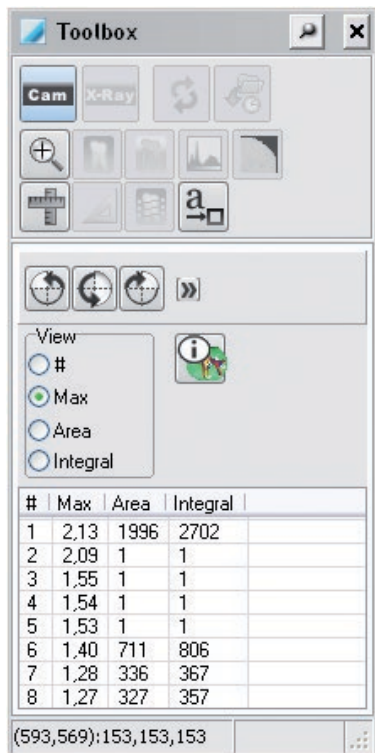 Toolbox
Cam X-Ray
a
View
#
Max
Area
Integral
# Max Area Integral
1 2,13 1996 2702
2 2,09 1 1
3 1,55 1 1
4 1,54 1 1
5 1,53 1 1
6 1,40 711 806
7 1,28 336 367
8 1,27 327 357
(593,569):153,153,153